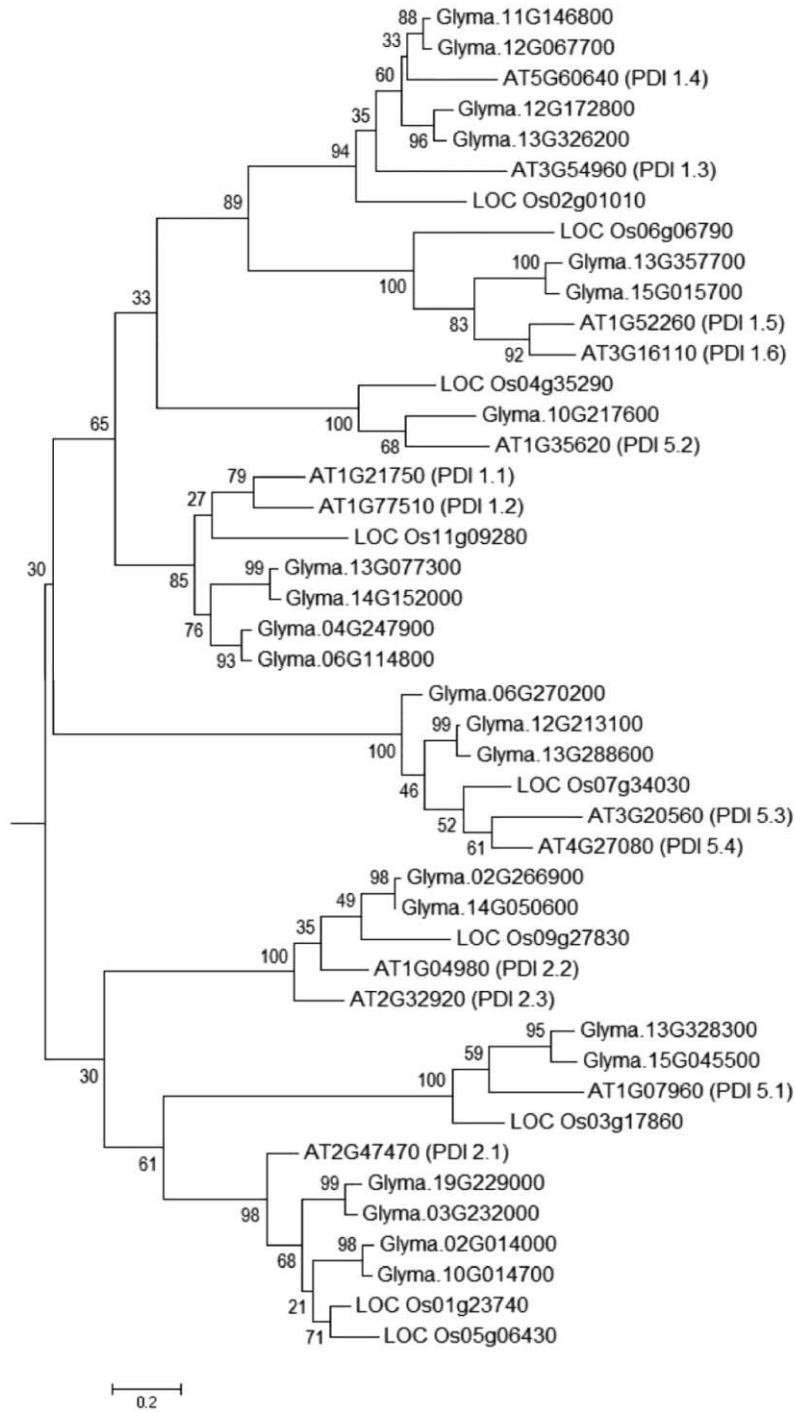 88
Glyma.11G146800
33
Glyma.12G067700
60
AT5G60640 (PDI 1.4)
35
Glyma.12G172800
96
Glyma.13G326200
94
AT3G54960 (PDI 1.3)
89
LOC Os02g01010
LOC Os06g06790
100
Glyma.13G357700
100
Glyma.15G015700
33
83
AT1G52260 (PDI 1.5)
92
AT3G16110 (PDI 1.6)
LOC Os04g35290
100
Glyma.10G217600
65
68
AT1G35620 (PDI 5.2)
79
AT1G21750 (PDI 1.1)
27
AT1G77510 (PDI 1.2)
LOC Os11g09280
30
85
99
Glyma.13G077300
Glyma.14G152000
76
Glyma.04G247900
93
Glyma.06G114800
Glyma.06G270200
100
99
Glyma.12G213100
Glyma.13G288600
46
LOC Os07g34030
52
AT3G20560 (PDI 5.3)
61
AT4G27080 (PDI 5.4)
98
Glyma.02G266900
49
Glyma.14G050600
35
LOC Os09g27830
100
AT1G04980 (PDI 2.2)
AT2G32920 (PDI 2.3)
95
Glyma.13G328300
59
Glyma.15G045500
30
100
AT1G07960 (PDI 5.1)
LOC Os03g17860
61
AT2G47470 (PDI 2.1)
99
Glyma.19G229000
98
Glyma.03G232000
68
98
Glyma.02G014000
Glyma.10G014700
21
LOC Os01g23740
71
LOC Os05g06430
0.2